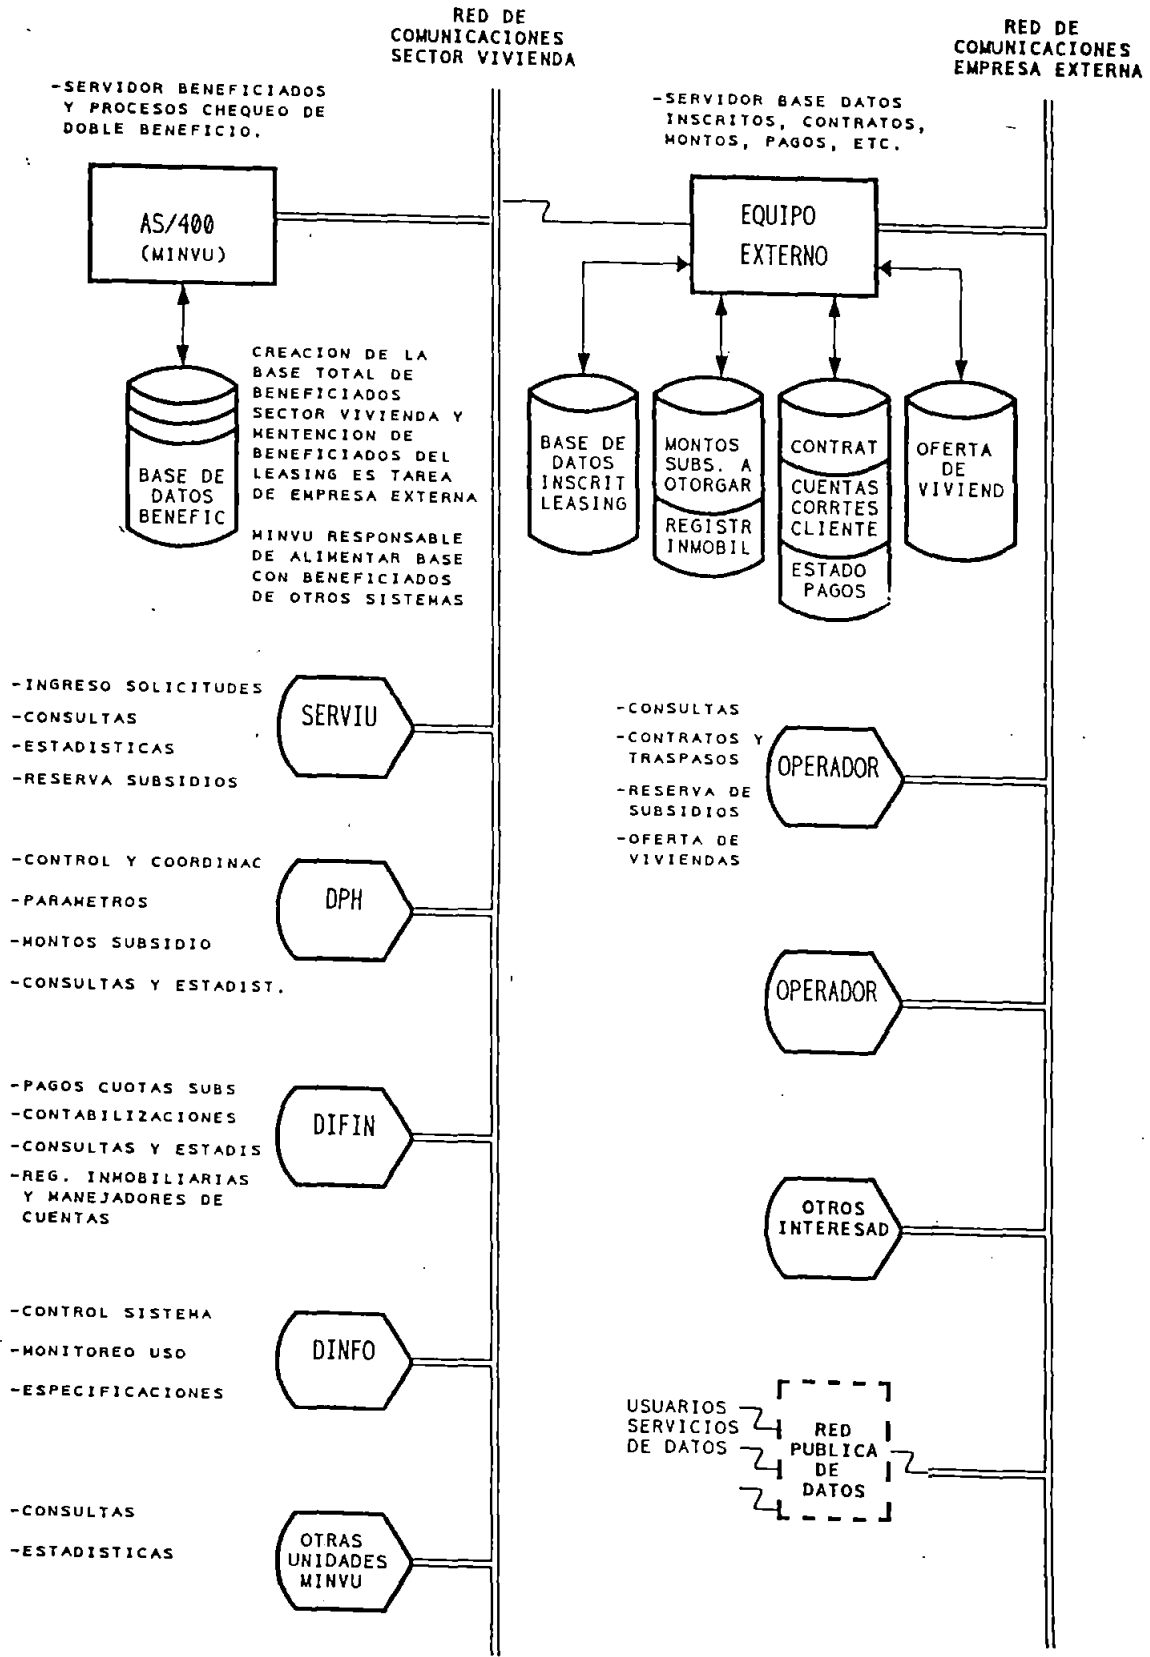 RED DE
COMUNICACIONES
SECTOR VIVIENDA
RED DE
COMUNICACIONES
EMPRESA EXTERNA
-SERVIDOR BENEFICIADOS
Y PROCESOS CHEQUEO DE
DOBLE BENEFICIO.
-SERVIDOR BASE DATOS
INSCRITOS, CONTRATOS,
MONTOS, PAGOS, ETC.
AS/400
(MINVU)
EQUIPO
EXTERNO
CREACION DE LA
BASE TOTAL DE
BENEFICIADOS
SECTOR VIVIENDA Y
MENTENCION DE
BENEFICIADOS DEL
LEASING ES TAREA
DE EMPRESA EXTERNA
MINVU RESPONSABLE
DE ALIMENTAR BASE
CON BENEFICIADOS
DE OTROS SISTEMAS
BASE DE
DATOS
BENEFIC
BASE DE
DATOS
INSCRIT
LEASING
MONTOS
SUBS. A
OTORGAR
REGISTR
INMOBIL
CONTRAT
CUENTAS
CORRTES
CLIENTE
ESTADO
PAGOS
OFERTA
DE
VIVIEND
-INGRESO SOLICITUDES
-CONSULTAS
-ESTADISTICAS
-RESERVA SUBSIDIOS
SERVIU
-CONSULTAS
-CONTRATOS Y
TRASPASOS
-RESERVA DE
SUBSIDIOS
-OFERTA DE
VIVIENDAS
OPERADOR
-CONTROL Y COORDINAC
-PARAMETROS
-MONTOS SUBSIDIO
-CONSULTAS Y ESTADIST.
DPH
OPERADOR
-PAGOS CUOTAS SUBS
-CONTABILIZACIONES
-CONSULTAS Y ESTADIS
-REG. INMOBILIARIAS
Y MANEJADORES DE
CUENTAS
DIFIN
OTROS
INTERESAD
-CONTROL SISTEMA
-MONITOREO USO
-ESPECIFICACIONES
DINFO
USUARIOS
SERVICIOS
DE DATOS
RED
PUBLICA
DE
DATOS
-CONSULTAS
-ESTADISTICAS
OTRAS
UNIDADES
MINVU